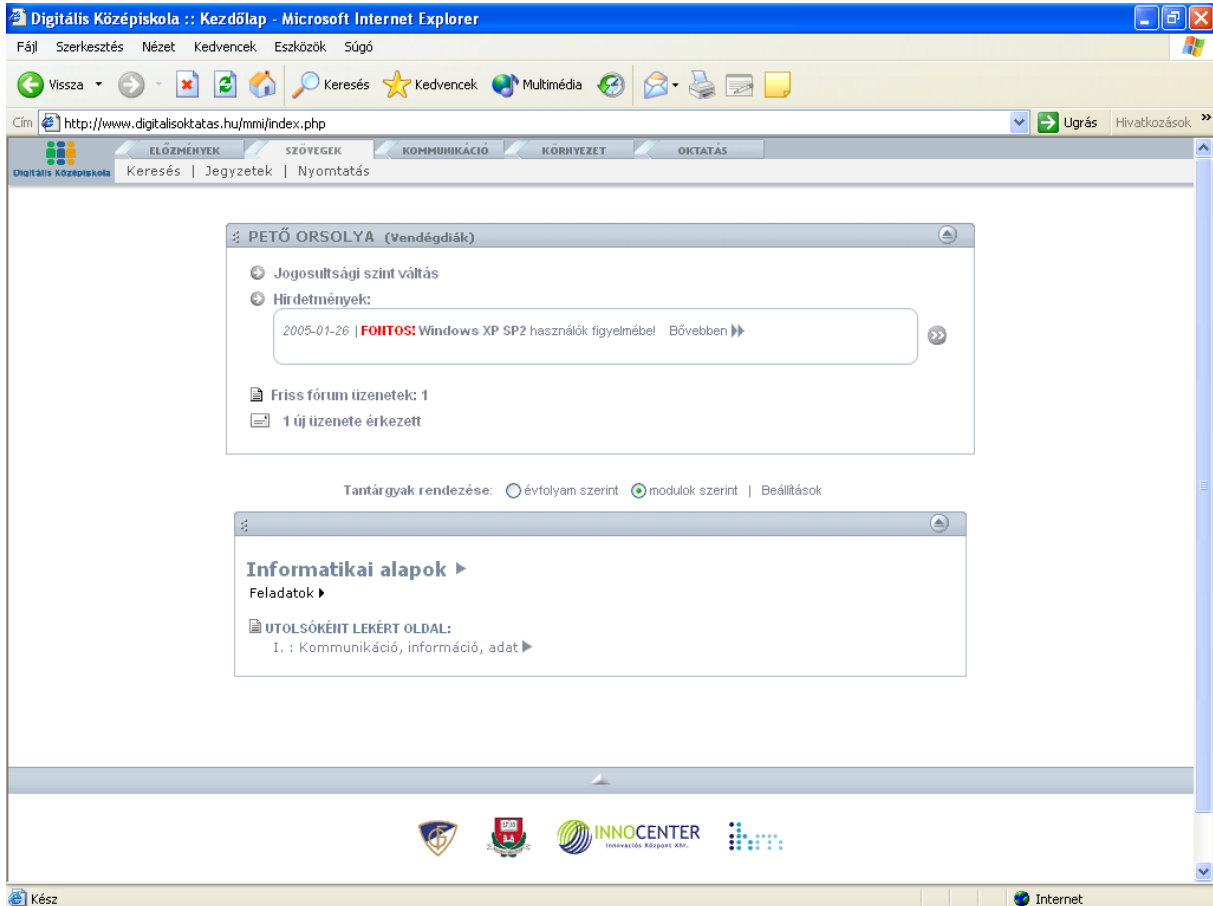 Digitális Középiskola :: Kezdőlap - Microsoft Internet Explorer
Fájl Szerkesztés Nézet Kedvencek Eszközök Súgó
Vissza Keresés Kedvencek Multimédia
Cím http://www.digitalisoktatas.hu/mmi/index.php Ugrás Hivatkozások »
ELŐZMÉNYEK SZÖVEGEK KOMMUNIKÁCIÓ KÖRNYEZET OKTATÁS
Digitális Középiskola Keresés | Jegyzetek | Nyomtatás
PETŐ ORSOLYA (Vendégdiák)
Jogosultsági szint váltás
Hirdetmények:
2005-01-26 | FONTOS! Windows XP SP2 használók figyelmébe! Bővebben
Friss fórum üzenetek: 1
1 új üzenete érkezett
Tantárgyak rendezése: évfolyam szerint modulok szerint | Beállítások
Informatikai alapok
Feladatok
UTOLSÓKÉNT LEKÉRT OLDAL:
I. : Kommunikáció, információ, adat
INNOCENTER
Innovációs Központ Kht.
ihm
Kész Internet